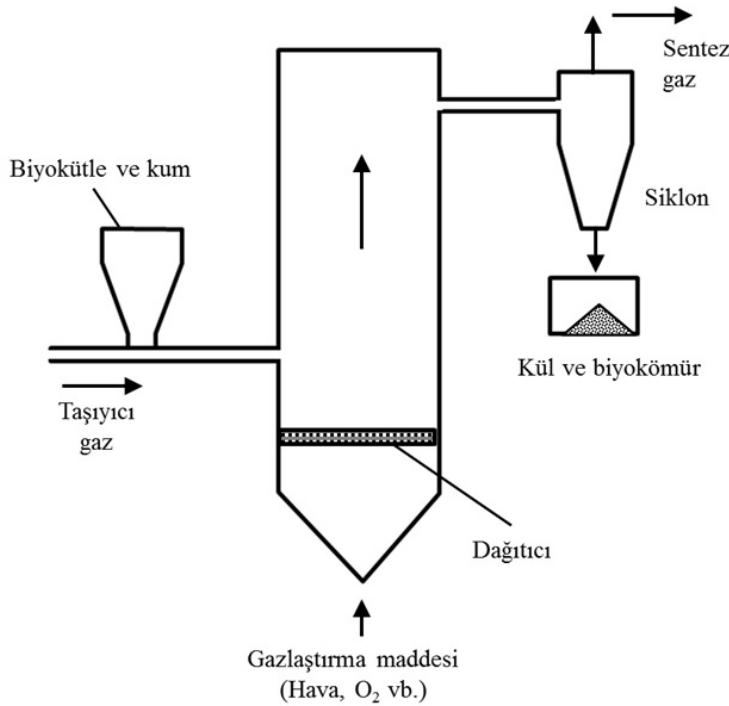 Sentez
gaz
Biyokütle ve kum
Siklon
Kül ve biyokömür
Taşıyıcı
gaz
Dağıtıcı
Gazlaştırma maddesi
(Hava, O₂ vb.)